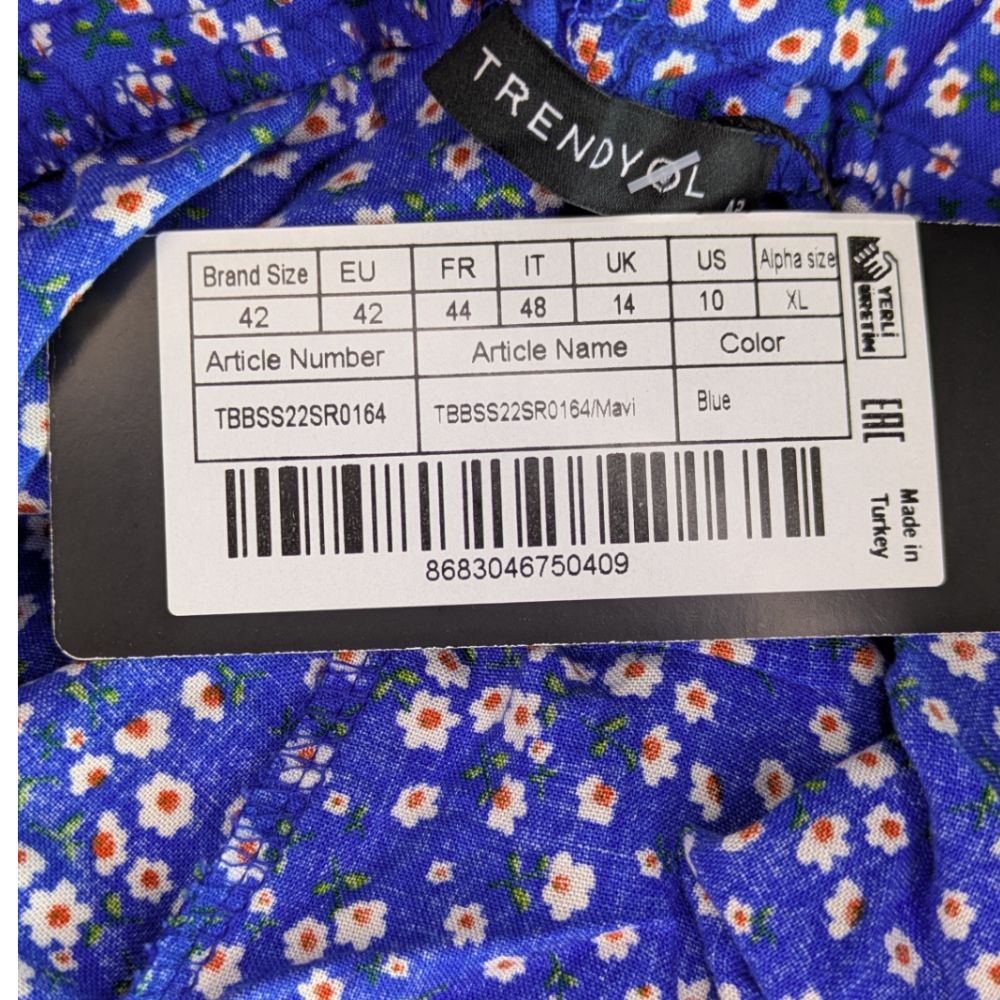 TRENDYOL
42
Brand Size EU FR IT UK US Alpha size
42 42 44 48 14 10 XL
Article Number Article Name Color
TBBSS22SR0164 TBBSS22SR0164/Mavi Blue
8683046750409
YERLİ
ÜRETİM
EAC
Made in
Turkey